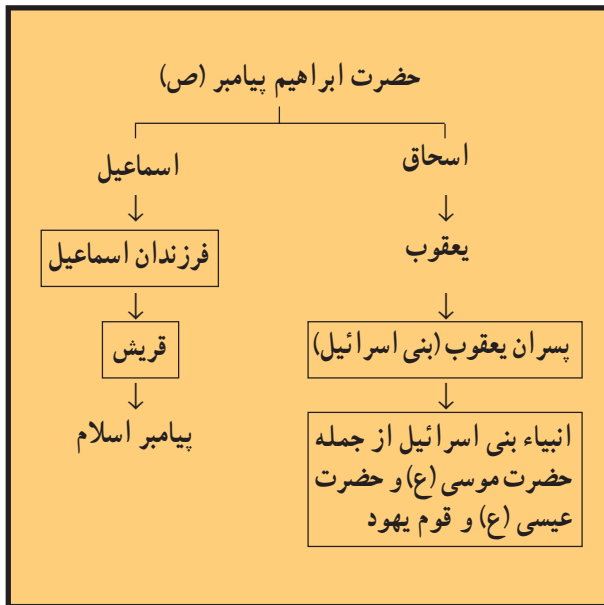 حضرت ابراهیم پیامبر (ص)
اسحاق
اسماعیل
یعقوب
فرزندان اسماعیل
پسران یعقوب (بنی اسرائیل)
قریش
انبیاء بنی اسرائیل از جمله
حضرت موسی (ع) و حضرت
عیسی (ع) و قوم یهود
پیامبر اسلام